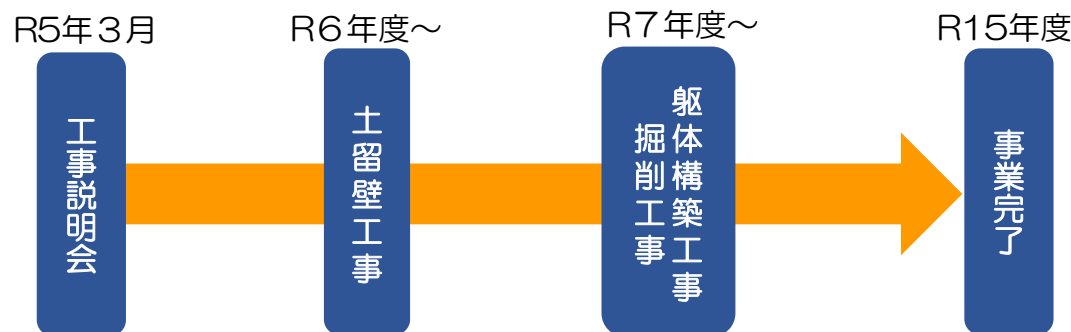 R5年３月
工事説明会
R６年度～
土留壁工事
R７年度～
躯体構築工事
掘削工事
R15年度
事業完了